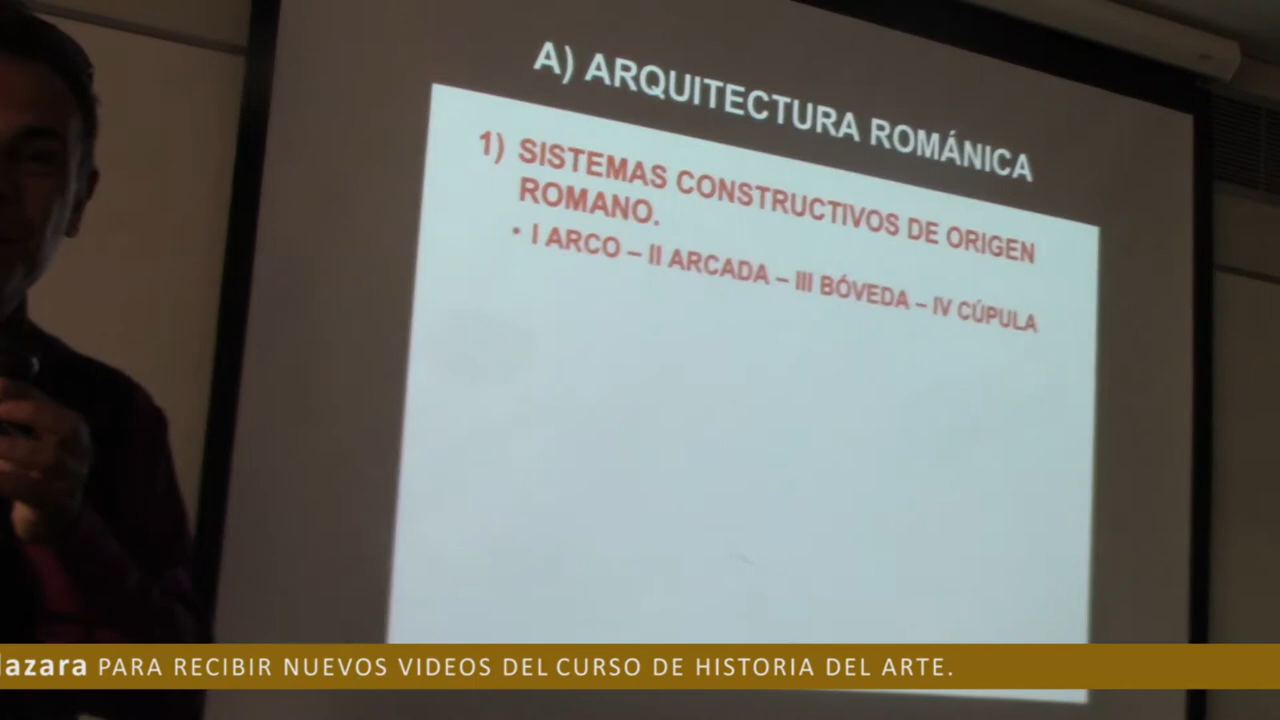 A) ARQUITECTURA ROMÁNICA
1) SISTEMAS CONSTRUCTIVOS DE ORIGEN
ROMANO.
• I ARCO – II ARCADA – III BÓVEDA – IV CÚPULA
lazara PARA RECIBIR NUEVOS VIDEOS DEL CURSO DE HISTORIA DEL ARTE.